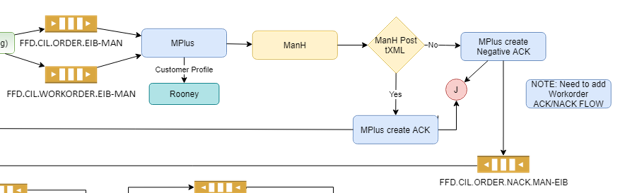 FFD.CIL.ORDER.EIB-MAN
g)
MPlus
ManH
ManH Post
tXML
No
MPlus create
Negative ACK
Customer Profile
FFD.CIL.WORKORDER.EIB-MAN
Rooney
J
NOTE: Need to add
Workorder
ACK/NACK FLOW
Yes
MPlus create ACK
FFD.CIL.ORDER.NACK.MAN-EIB